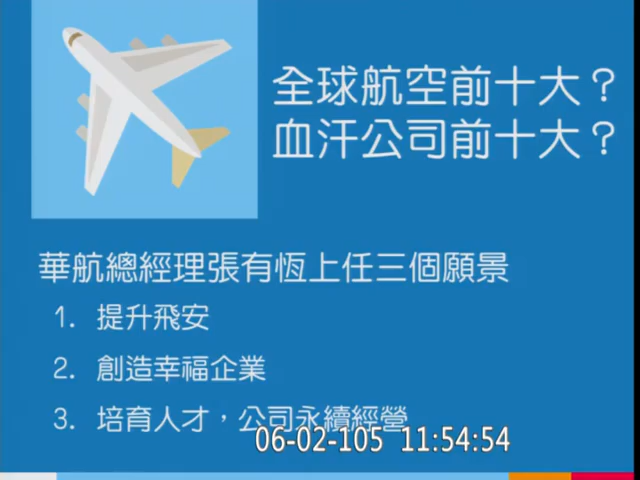 全球航空前十大？
血汗公司前十大？
華航總經理張有恆上任三個願景
1. 提升飛安
2. 創造幸福企業
3. 培育人才，公司永續經營
06-02-105 11:54:54